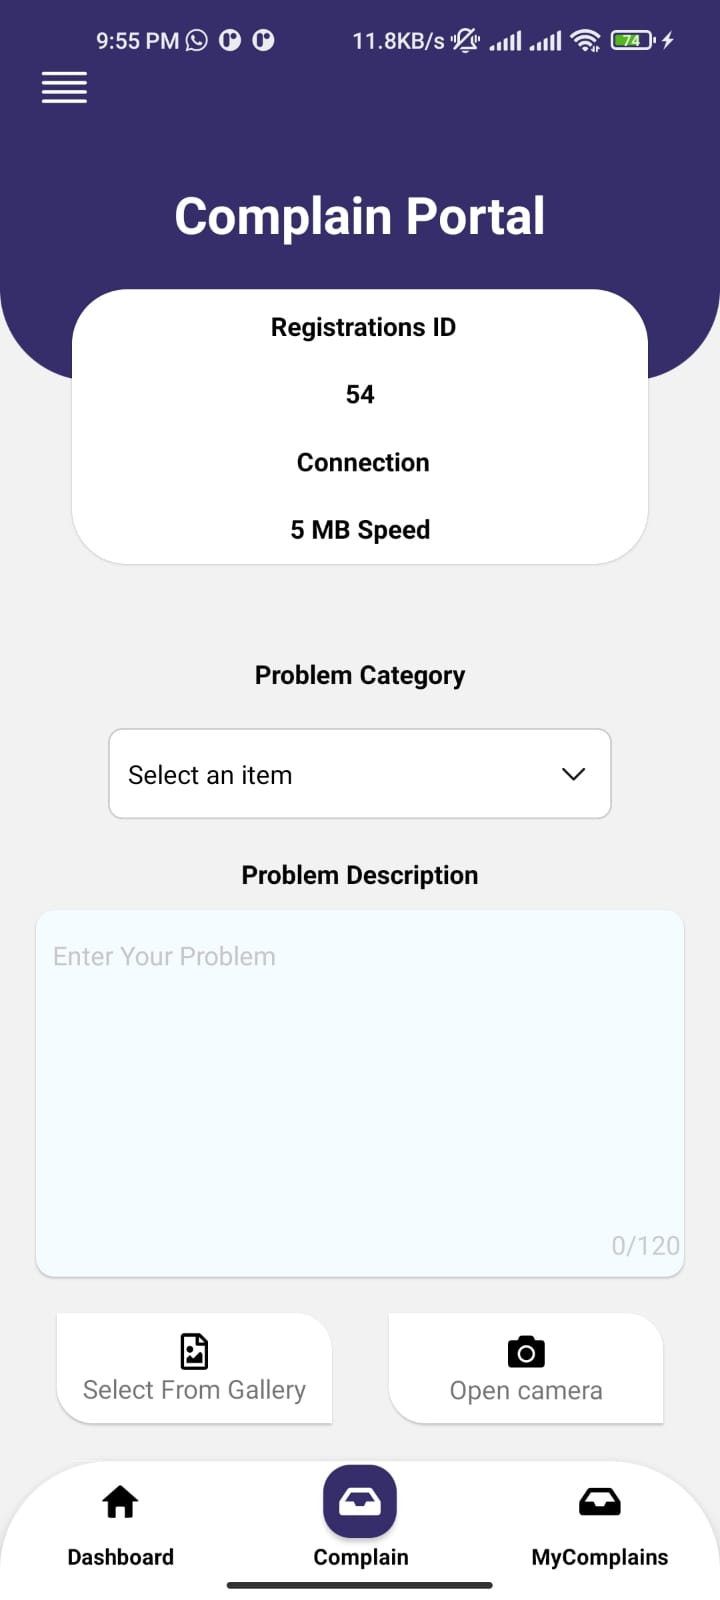 9:55 PM 11.8KB/s 74
Complain Portal
Registrations ID
54
Connection
5 MB Speed
Problem Category
Select an item
Problem Description
Enter Your Problem
0/120
Select From Gallery Open camera
Dashboard Complain MyComplains